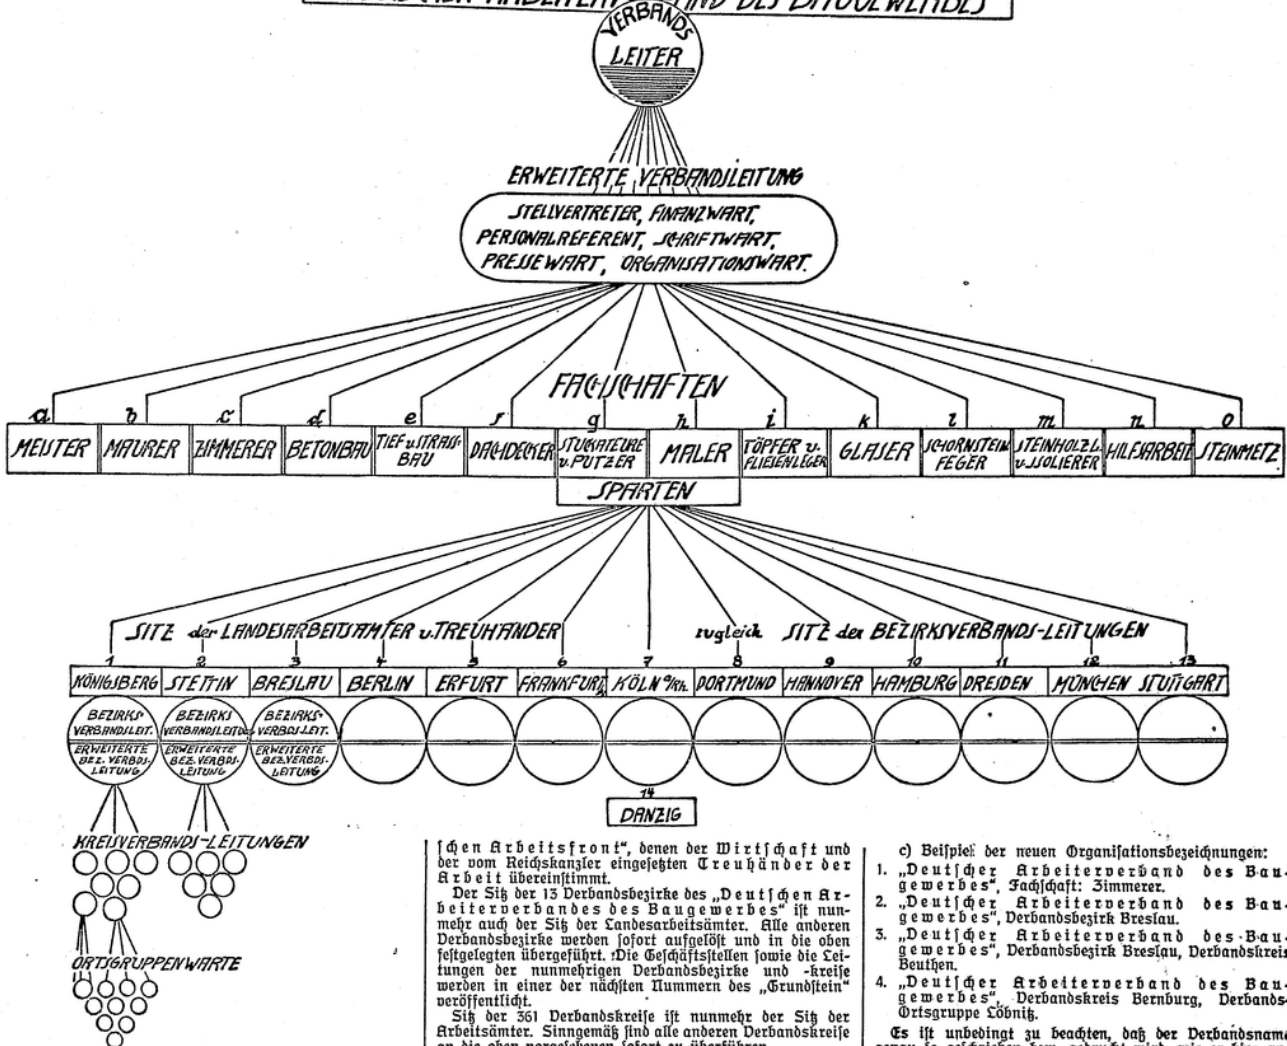 VERBANDS
LEITER
ERWEITERTE VERBANDSLEITUNG
STELLVERTRETER, FINANZWART,
PERSONALREFERENT, SCHRIFTWART,
PRESSEWART, ORGANISATIONSWART.
FACHSCHAFTEN
a b c d e f g h i k l m n o
MEISTER MAURER ZIMMERER BETONBAU TIEF u. STRASS- BAU DACHDECKER STUKATEURE u. PUTZER MALER TÖPFER u. FLIESENLEGER GLASER SCHORNSTEIN FEGER STEINHOLZL. u. ISOLIERER HILFSARBEIT STEINMETZ
SPARTEN
SITZ der LANDESARBEITSÄMTER u. TREUHÄNDER zugleich SITZ der BEZIRKSVERBANDS-LEITUNGEN
1 2 3 4 5 6 7 8 9 10 11 12 13
KÖNIGSBERG STETTIN BRESLAU BERLIN ERFURT FRANKFURT KÖLN a/Rh. DORTMUND HANNOVER HAMBURG DRESDEN MÜNCHEN STUTTGART
BEZIRKS- BEZIRKS BEZIRKS-
VERBANDSLEIT. VERBANDSLEITG. VERBDS-LEIT.
ERWEITERTE ERWEITERTE ERWEITERTE
BEZ. VERBDS- BEZ. VERBDS- BEZ. VERBDS-
LEITUNG LEITUNG LEITUNG
14
DANZIG
KREISVERBANDS-LEITUNGEN
ORTSGRUPPENWARTE
schen Arbeitsfront“, denen der Wirtschaft und
der vom Reichskanzler eingesetzten Treuhänder der
Arbeit übereinstimmt.
Der Sitz der 13 Verbandsbezirke des „Deutschen Ar-
beiterverbandes des Baugewerbes“ ist nun-
mehr auch der Sitz der Landesarbeitsämter. Alle anderen
Verbandsbezirke werden sofort aufgelöst und in die oben
festgelegten übergeführt. Die Geschäftsstellen sowie die Lei-
tungen der nunmehrigen Verbandsbezirke und -kreise
werden in einer der nächsten Nummern des „Grundstein“
veröffentlicht.
Sitz der 361 Verbandskreise ist nunmehr der Sitz der
Arbeitsämter. Sinngemäß sind alle anderen Verbandskreise
an die oben vorgesehenen sofort zu überführen.
c) Beispiel der neuen Organisationsbezeichnungen:
1. „Deutscher Arbeiterverband des Bau-
gewerbes“, Fachschaft: Zimmerer.
2. „Deutscher Arbeiterverband des Bau-
gewerbes“, Verbandsbezirk Breslau.
3. „Deutscher Arbeiterverband des Bau-
gewerbes“, Verbandsbezirk Breslau, Verbandskreis
Beuthen.
4. „Deutscher Arbeiterverband des Bau-
gewerbes“, Verbandskreis Bernburg, Verbands-
Ortsgruppe Löbnitz.
Es ist unbedingt zu beachten, daß der Verbandsname